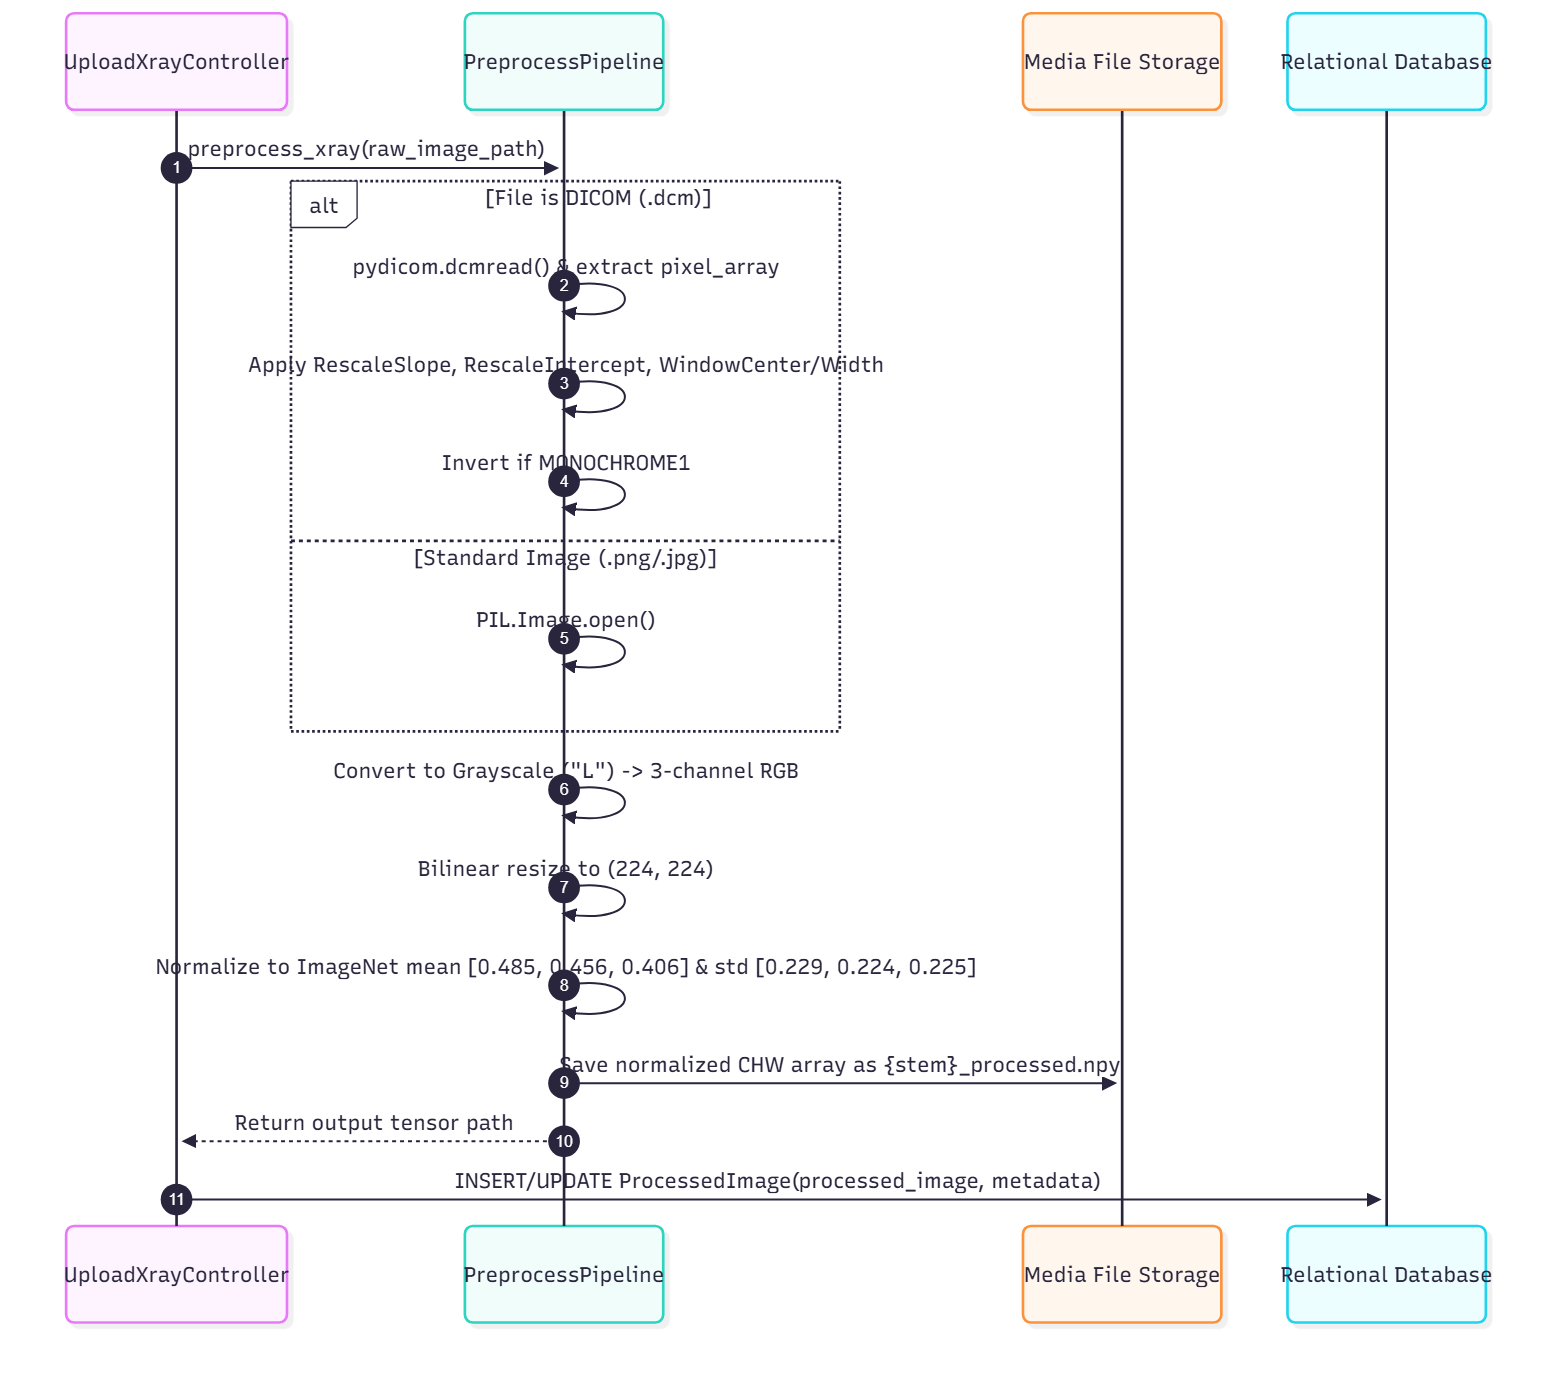 UploadXrayController
PreprocessPipeline
Media File Storage
Relational Database
preprocess_xray(raw_image_path)
1
alt
[File is DICOM (.dcm)]
pydicom.dcmread() & extract pixel_array
2
Apply RescaleSlope, RescaleIntercept, WindowCenter/Width
3
Invert if MONOCHROME1
4
[Standard Image (.png/.jpg)]
PIL.Image.open()
5
Convert to Grayscale ("L") -> 3-channel RGB
6
Bilinear resize to (224, 224)
7
Normalize to ImageNet mean [0.485, 0.456, 0.406] & std [0.229, 0.224, 0.225]
8
Save normalized CHW array as {stem}_processed.npy
9
Return output tensor path
10
INSERT/UPDATE ProcessedImage(processed_image, metadata)
11
UploadXrayController
PreprocessPipeline
Media File Storage
Relational Database